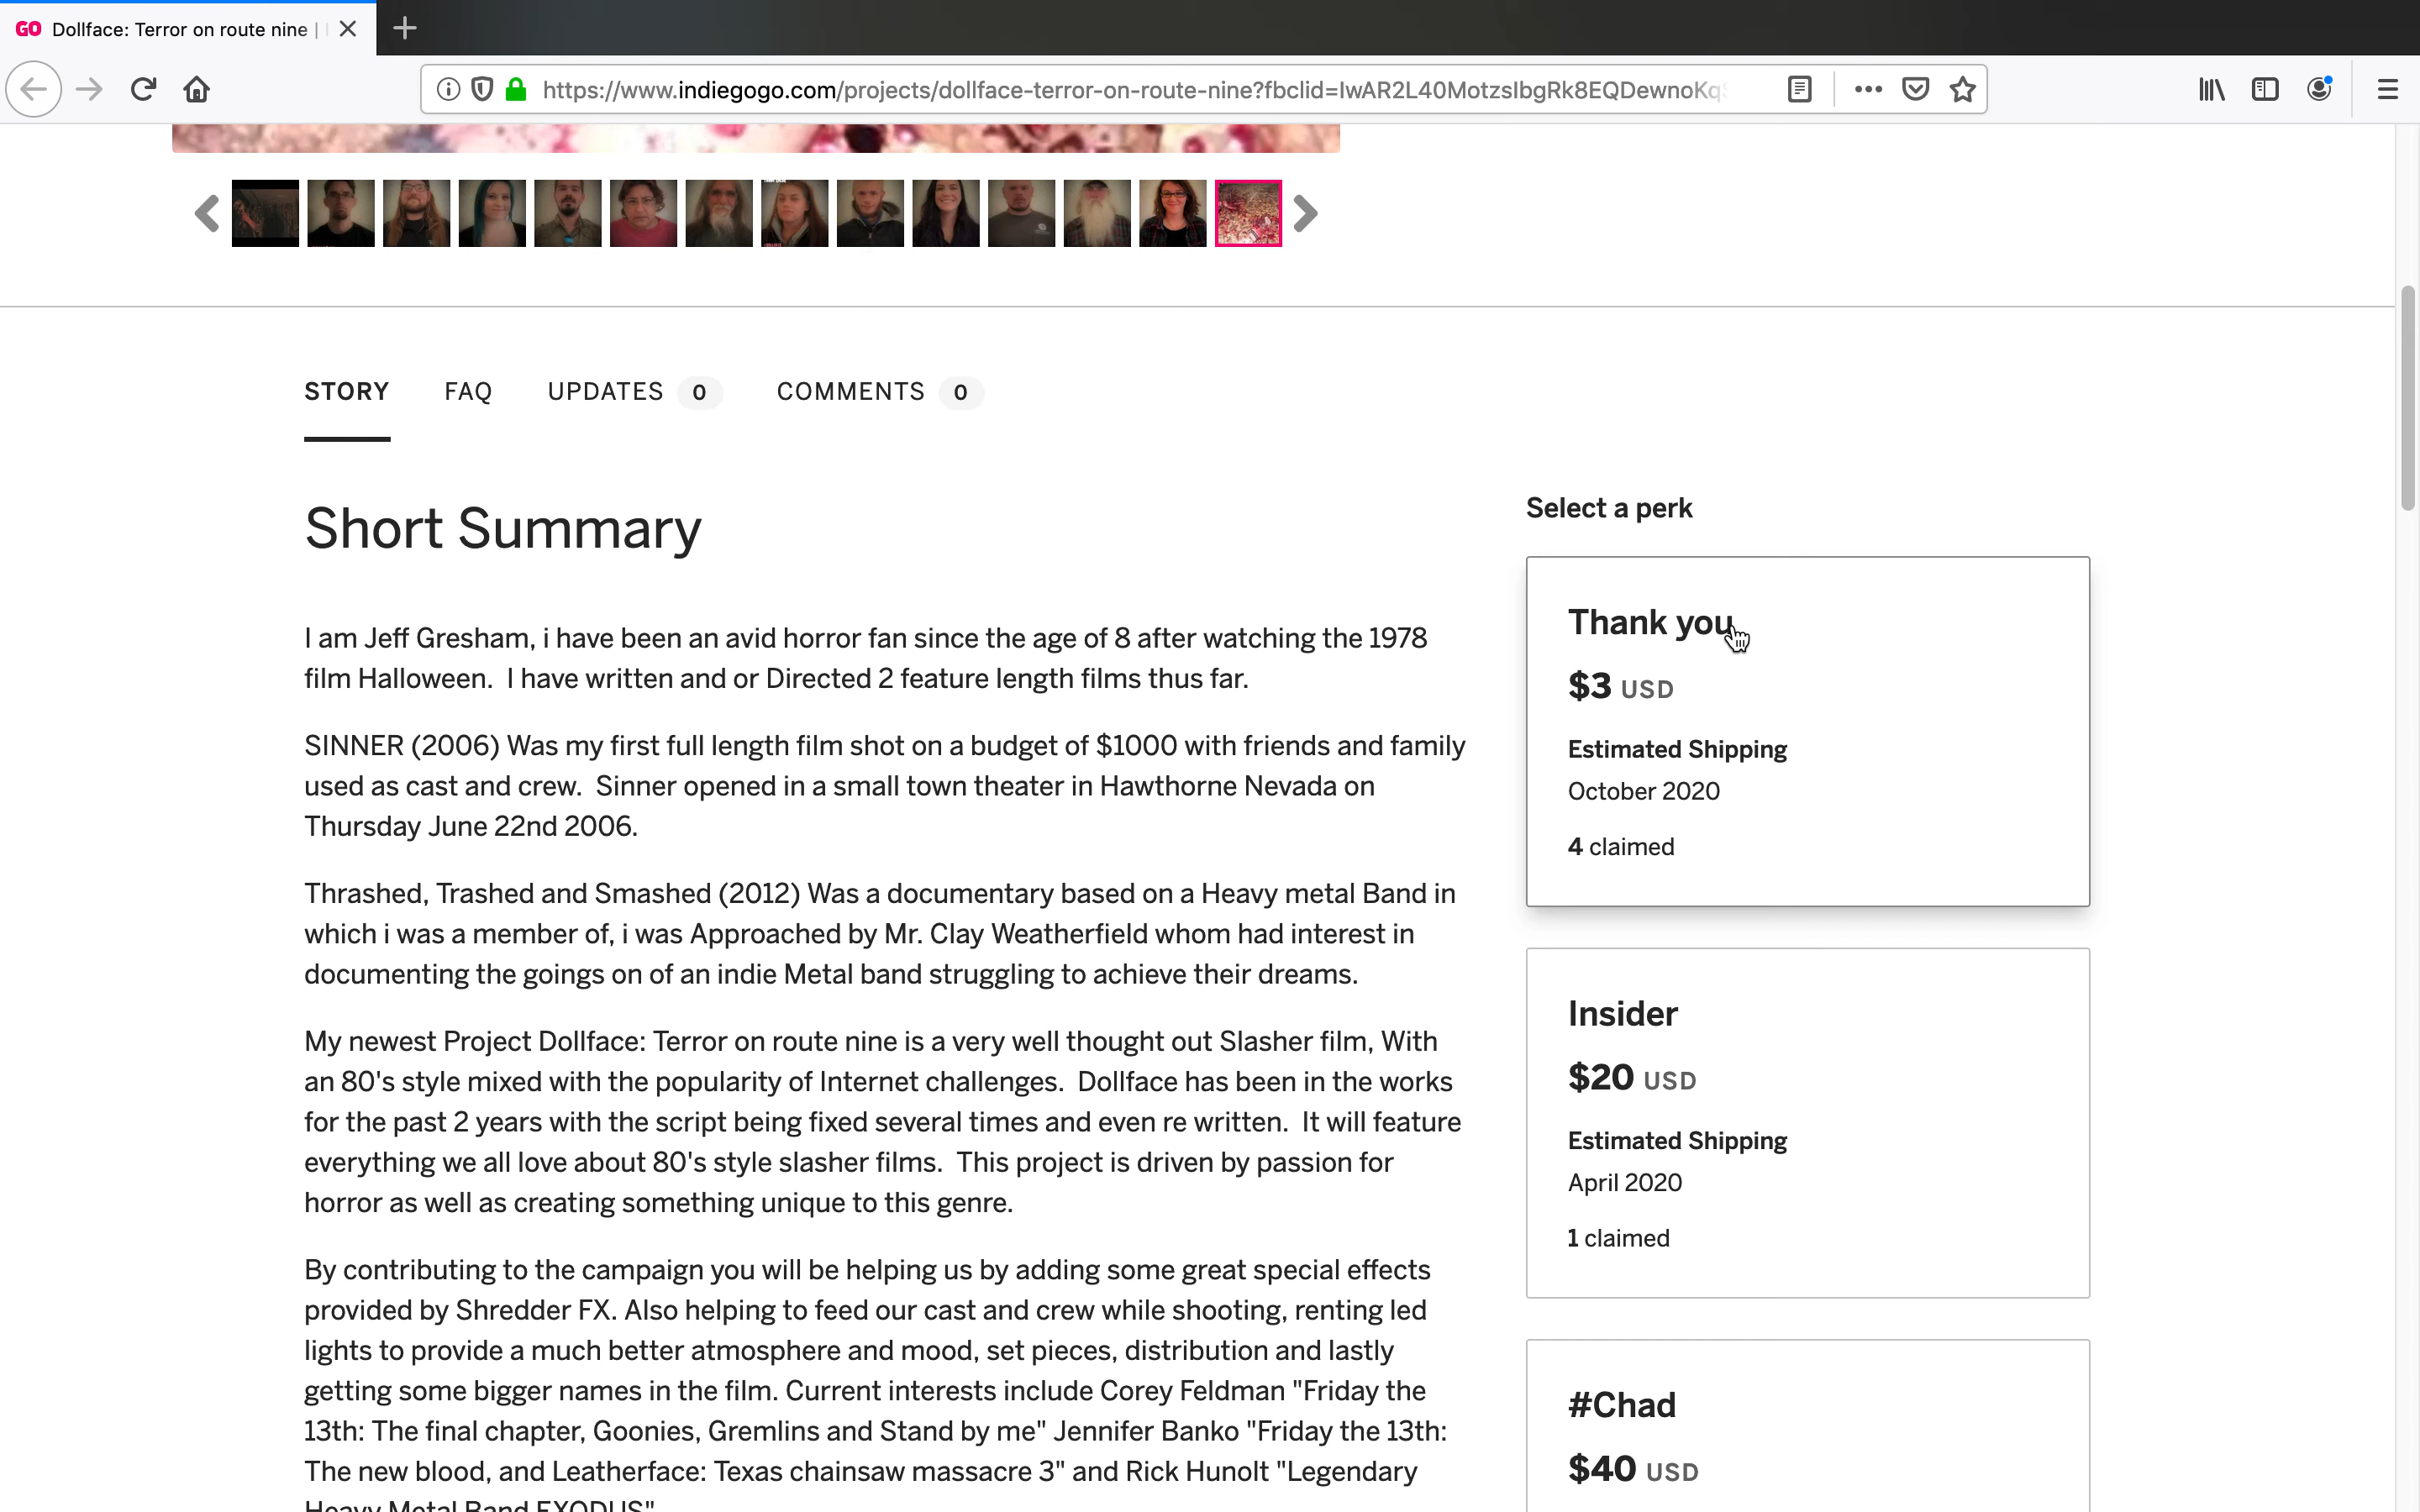 GO Dollface: Terror on route nine |
https://www.indiegogo.com/projects/dollface-terror-on-route-nine?fbclid=IwAR2L40MotzsIbgRk8EQDewnoKq
STORY FAQ UPDATES 0 COMMENTS 0
Short Summary
I am Jeff Gresham, i have been an avid horror fan since the age of 8 after watching the 1978
film Halloween.  I have written and or Directed 2 feature length films thus far.
SINNER (2006) Was my first full length film shot on a budget of $1000 with friends and family
used as cast and crew.  Sinner opened in a small town theater in Hawthorne Nevada on
Thursday June 22nd 2006.
Thrashed, Trashed and Smashed (2012) Was a documentary based on a Heavy metal Band in
which i was a member of, i was Approached by Mr. Clay Weatherfield whom had interest in
documenting the goings on of an indie Metal band struggling to achieve their dreams.
My newest Project Dollface: Terror on route nine is a very well thought out Slasher film, With
an 80's style mixed with the popularity of Internet challenges.  Dollface has been in the works
for the past 2 years with the script being fixed several times and even re written.  It will feature
everything we all love about 80's style slasher films.  This project is driven by passion for
horror as well as creating something unique to this genre.
By contributing to the campaign you will be helping us by adding some great special effects
provided by Shredder FX. Also helping to feed our cast and crew while shooting, renting led
lights to provide a much better atmosphere and mood, set pieces, distribution and lastly
getting some bigger names in the film. Current interests include Corey Feldman "Friday the
13th: The final chapter, Goonies, Gremlins and Stand by me" Jennifer Banko "Friday the 13th:
The new blood, and Leatherface: Texas chainsaw massacre 3" and Rick Hunolt "Legendary
Heavy Metal Band EXODUS"
Select a perk
Thank you
$3 USD
Estimated Shipping
October 2020
4 claimed
Insider
$20 USD
Estimated Shipping
April 2020
1 claimed
#Chad
$40 USD